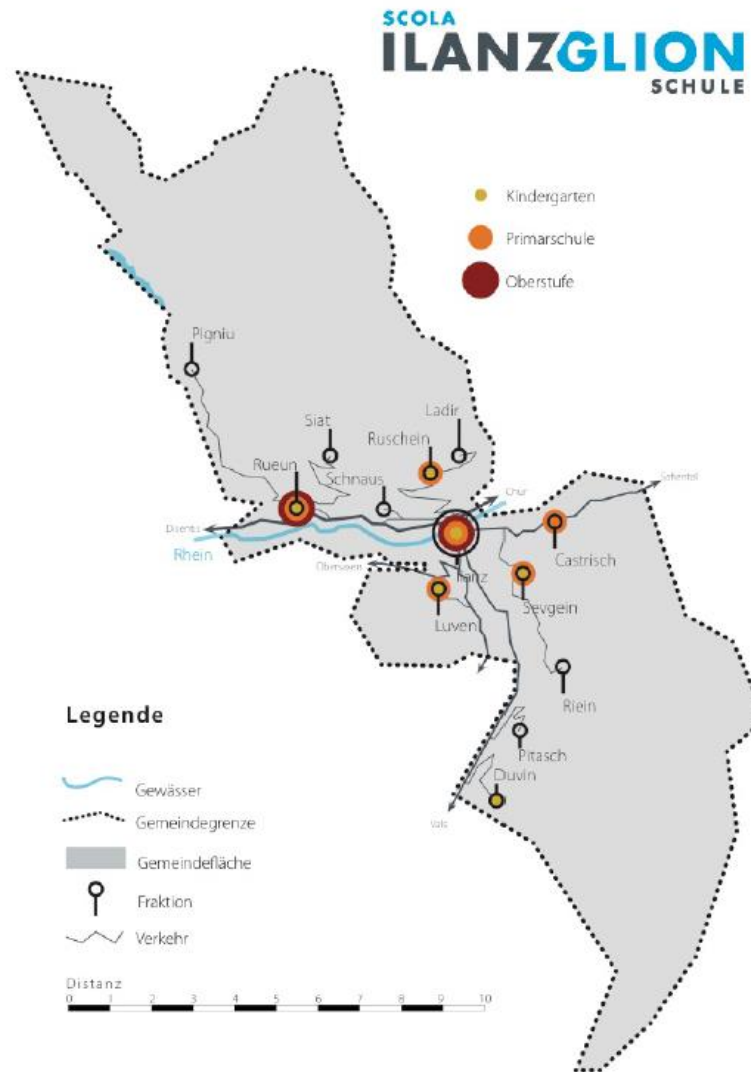 SCOLA
ILANZGLION
SCHULE
Kindergarten
Primarschule
Oberstufe
Pigniu
Siat
Ladir
Ruschein
Rueun
Schnaus
Chur
Safiental
Disentis
Rhein
Obersaxen
Ilanz
Castrisch
Sevgein
Luven
Riein
Pitasch
Duvin
Vals
Legende
Gewässer
Gemeindegrenze
Gemeindefläche
Fraktion
Verkehr
Distanz
0 1 2 3 4 5 6 7 8 9 10